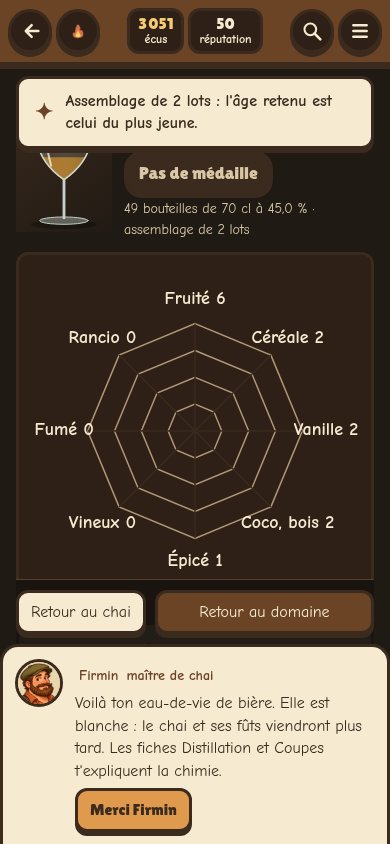 3051
écus
50
réputation
Assemblage de 2 lots : l'âge retenu est
celui du plus jeune.
Pas de médaille
49 bouteilles de 70 cl à 45,0 % ·
assemblage de 2 lots
Fruité 6
Rancio 0
Céréale 2
Fumé 0
Vanille 2
Vineux 0
Coco, bois 2
Épicé 1
Retour au chai
Retour au domaine
Firmin maître de chai
Voilà ton eau-de-vie de bière. Elle est
blanche : le chai et ses fûts viendront plus
tard. Les fiches Distillation et Coupes
t'expliquent la chimie.
Merci Firmin